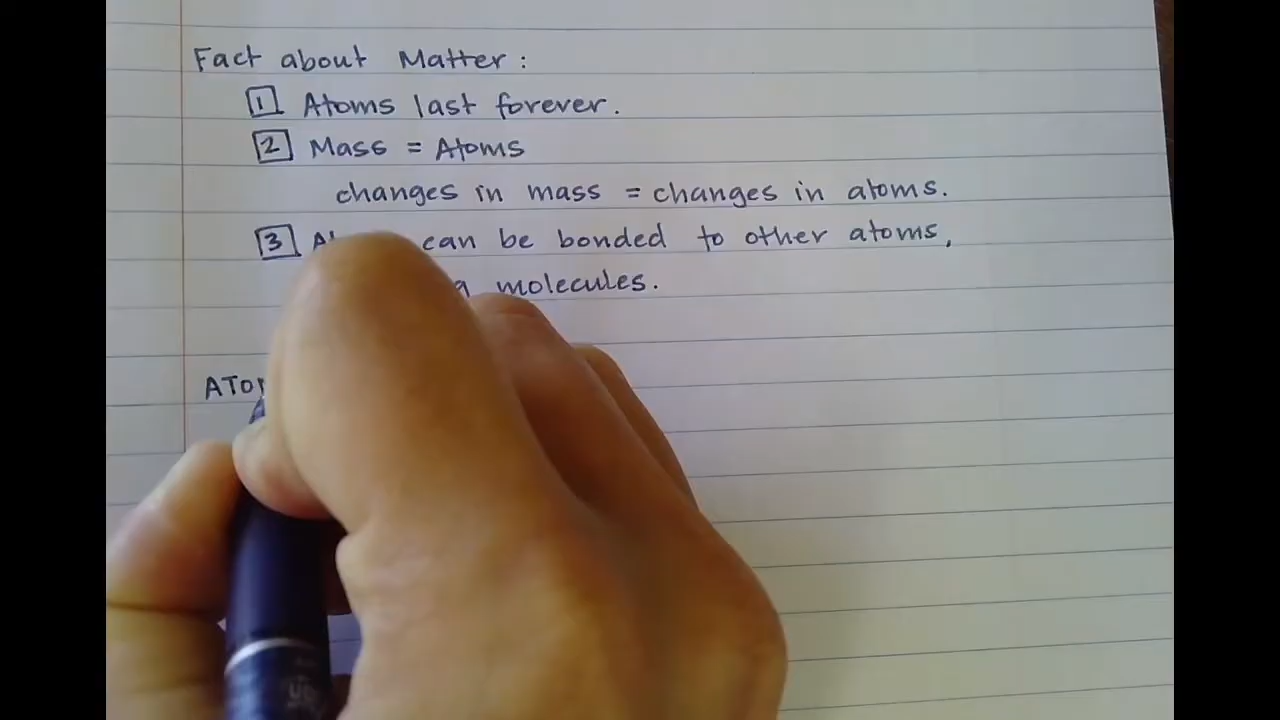 Fact about Matter:
1 Atoms last forever.
2 Mass = Atoms
changes in mass = changes in atoms.
3 can be bonded to other atoms,
molecules.